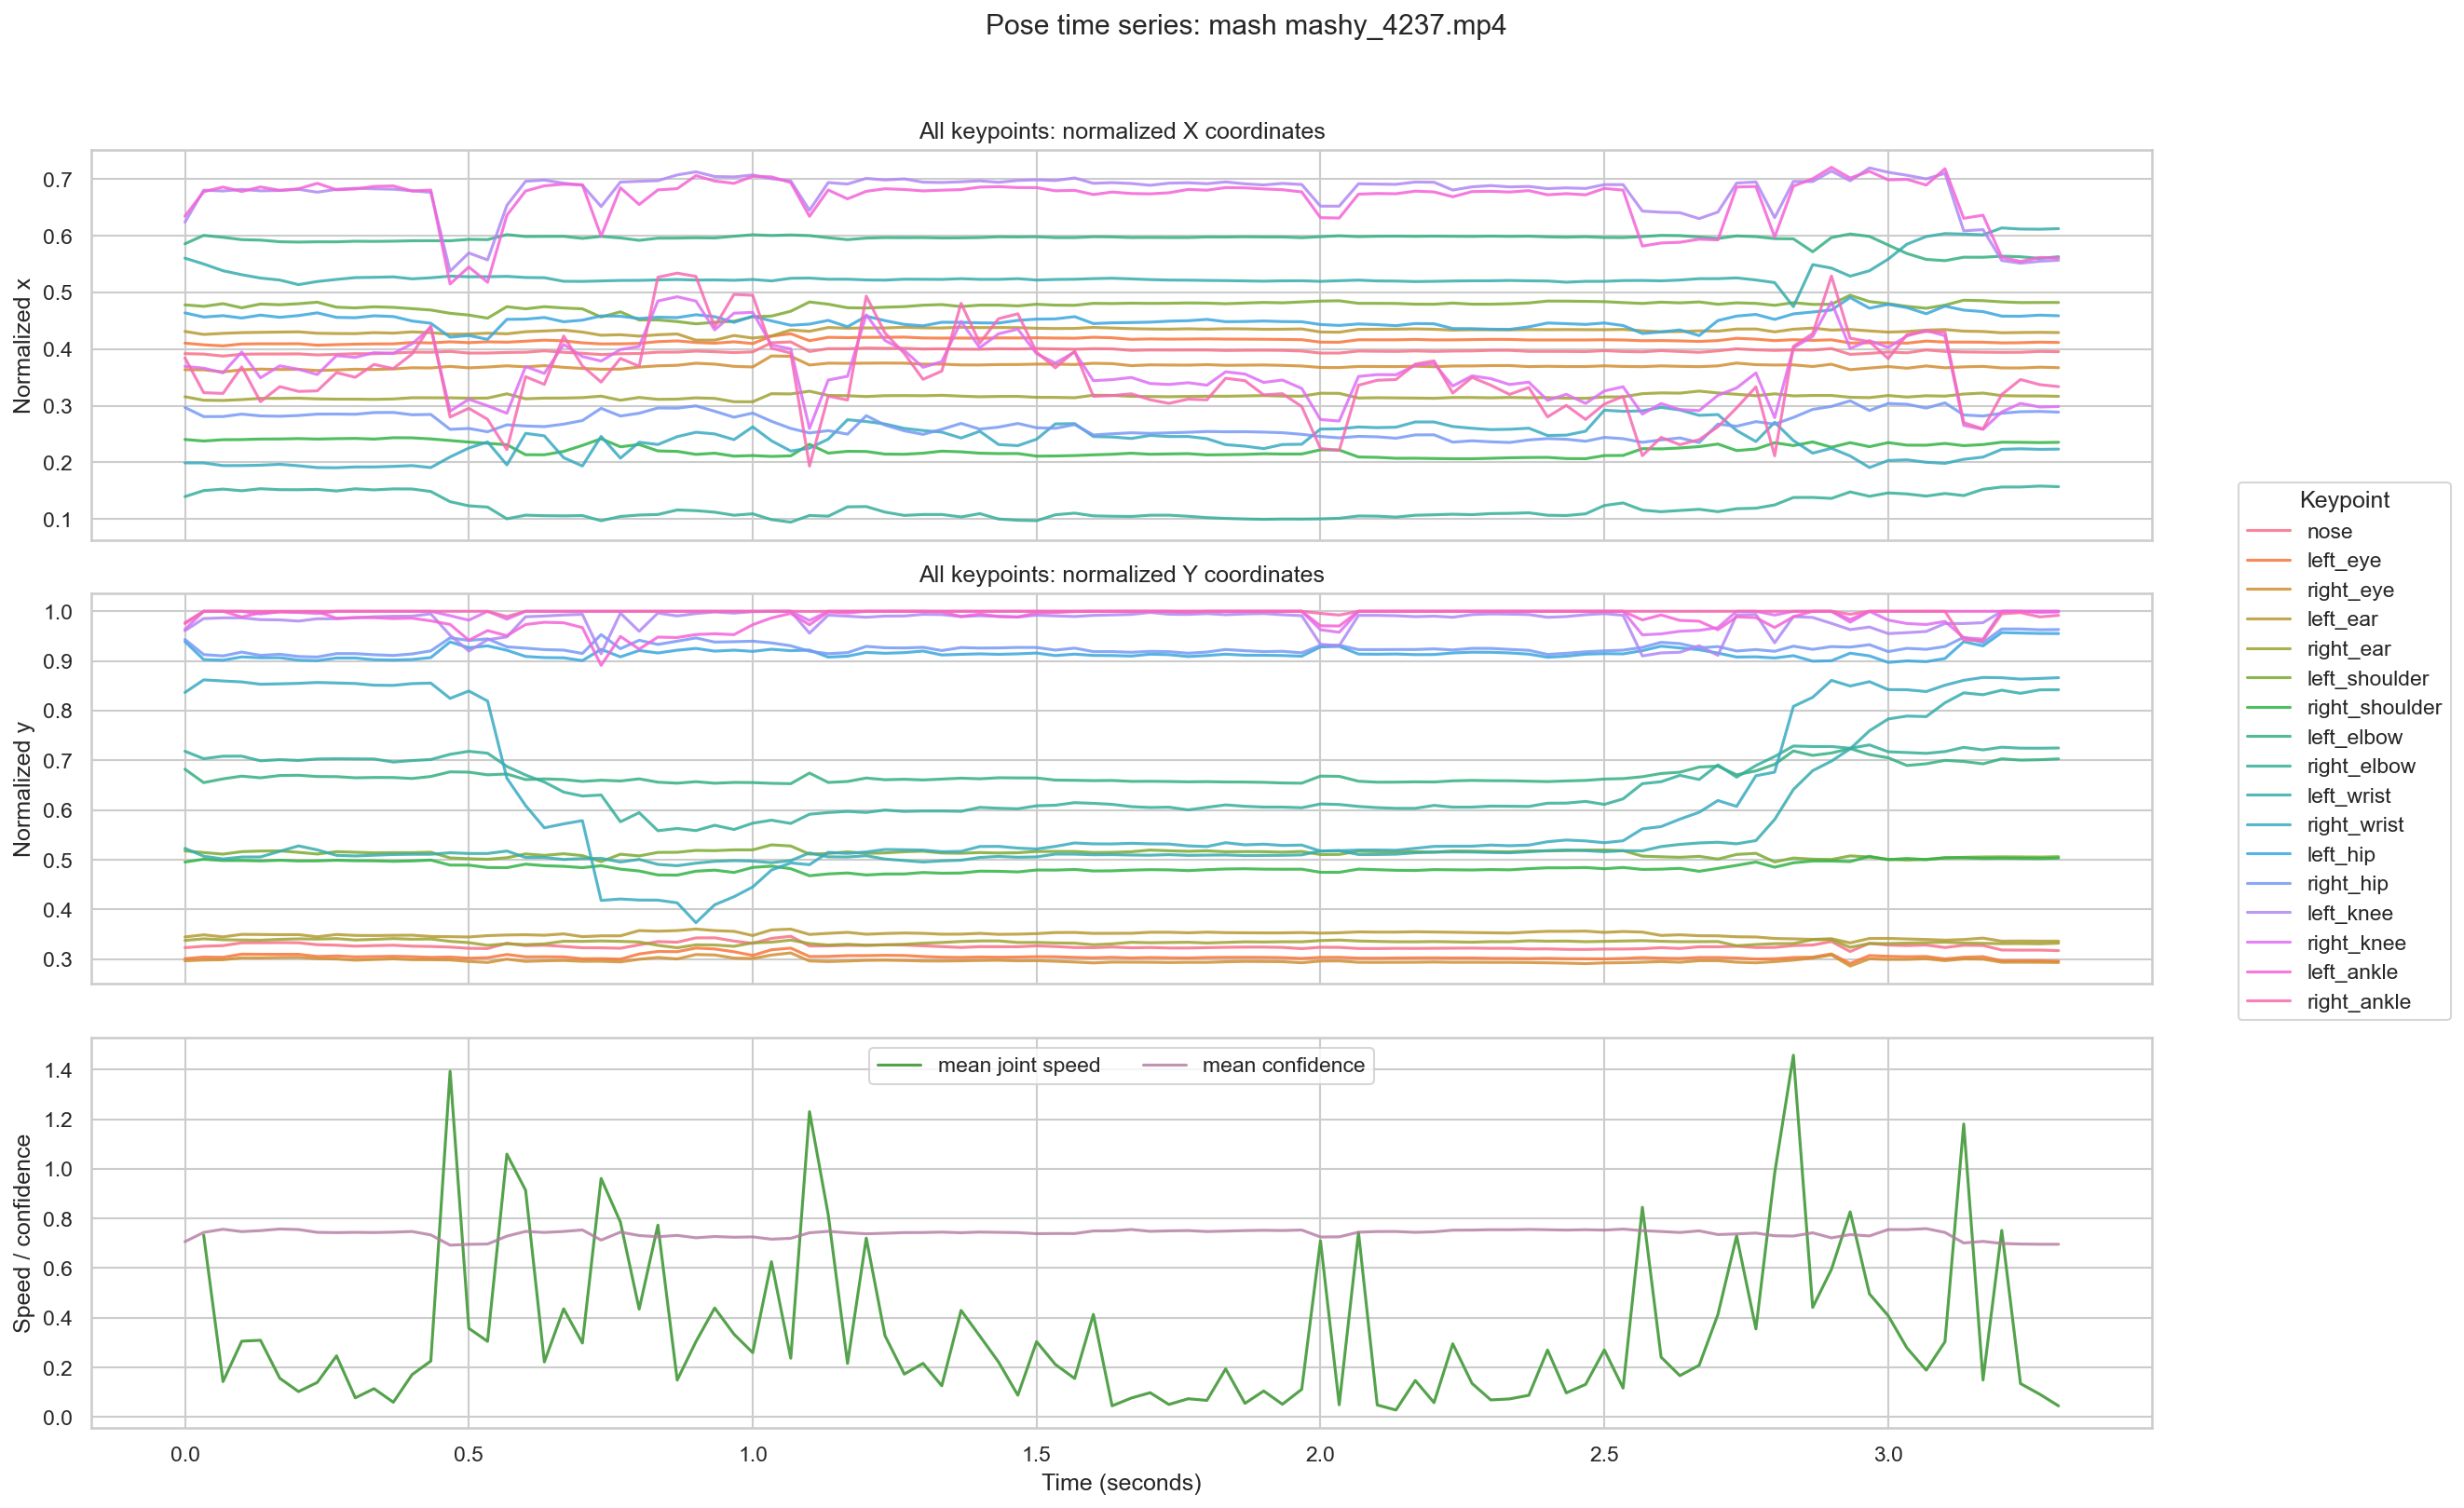 Pose time series: mash mashy_4237.mp4
All keypoints: normalized X coordinates
Normalized x
0.7
0.6
0.5
0.4
0.3
0.2
0.1
All keypoints: normalized Y coordinates
Normalized y
1.0
0.9
0.8
0.7
0.6
0.5
0.4
0.3
Keypoint
nose
left_eye
right_eye
left_ear
right_ear
left_shoulder
right_shoulder
left_elbow
right_elbow
left_wrist
right_wrist
left_hip
right_hip
left_knee
right_knee
left_ankle
right_ankle
mean joint speed
mean confidence
Speed / confidence
1.4
1.2
1.0
0.8
0.6
0.4
0.2
0.0
0.0 0.5 1.0 1.5 2.0 2.5 3.0
Time (seconds)